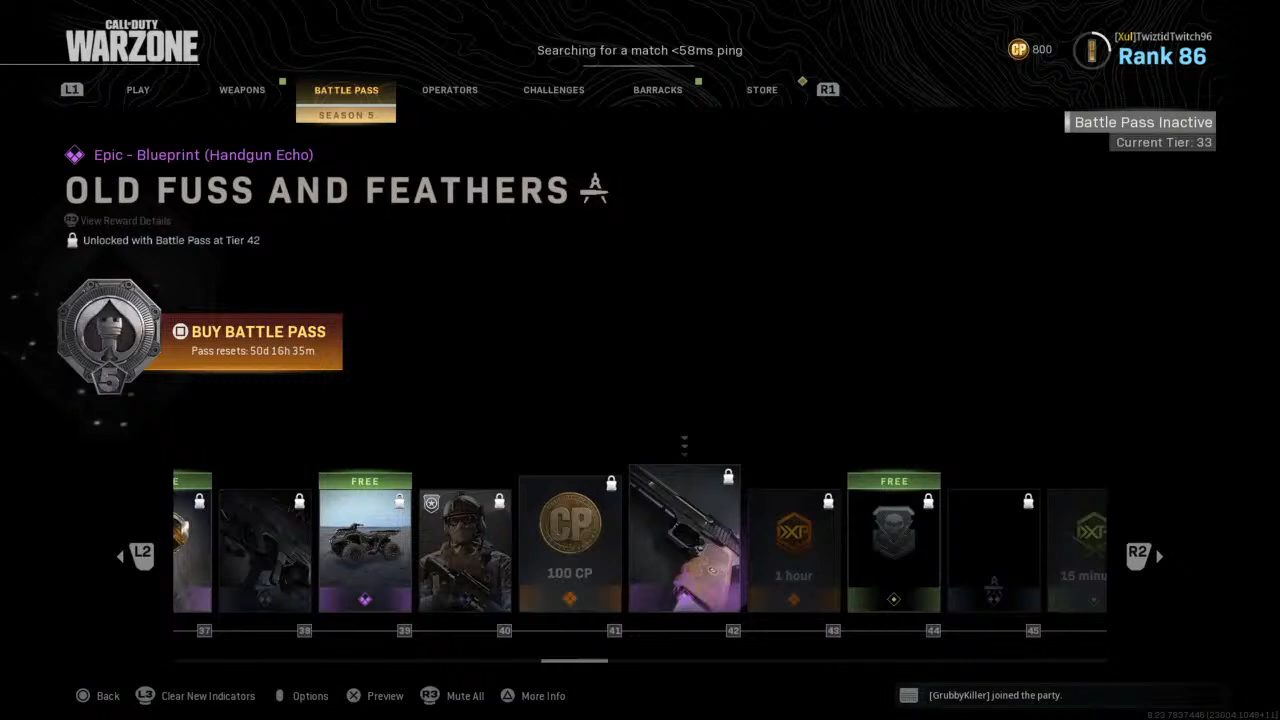 CALL OF DUTY
WARZONE
Searching for a match <58ms ping
CP 800
[Xul]TwiztidTwitch96
Rank 86
L1 PLAY WEAPONS BATTLE PASS OPERATORS CHALLENGES BARRACKS STORE R1
SEASON 5
Battle Pass Inactive
Current Tier: 33
Epic - Blueprint (Handgun Echo)
OLD FUSS AND FEATHERS
View Reward Details
Unlocked with Battle Pass at Tier 42
BUY BATTLE PASS
Pass resets: 50d 16h 35m
5
E FREE FREE
CP
100 CP
2XP
1 hour
2XP
15 minu
L2 R2
37 38 39 40 41 42 43 44 45
Back L3 Clear New Indicators Options Preview R3 Mute All More Info
[GrubbyKiller] joined the party.